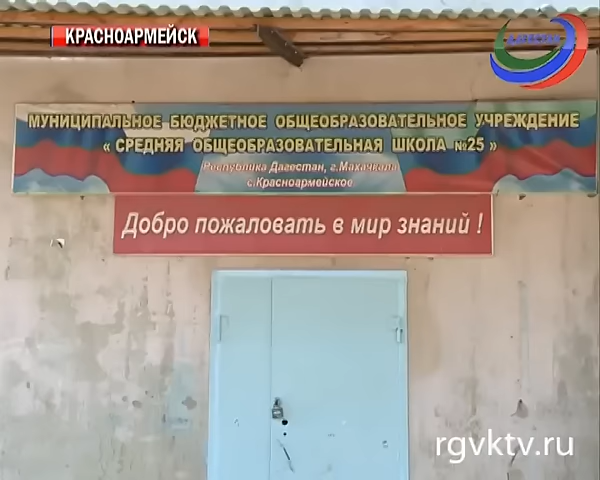 КРАСНОАРМЕЙСК
МУНИЦИПАЛЬНОЕ БЮДЖЕТНОЕ ОБЩЕОБРАЗОВАТЕЛЬНОЕ УЧРЕЖДЕНИЕ
« СРЕДНЯЯ ОБЩЕОБРАЗОВАТЕЛЬНАЯ ШКОЛА №25 »
Республика Дагестан, г.Махачкала
с.Красноармейское
Добро пожаловать в мир знаний !
rgvktv.ru